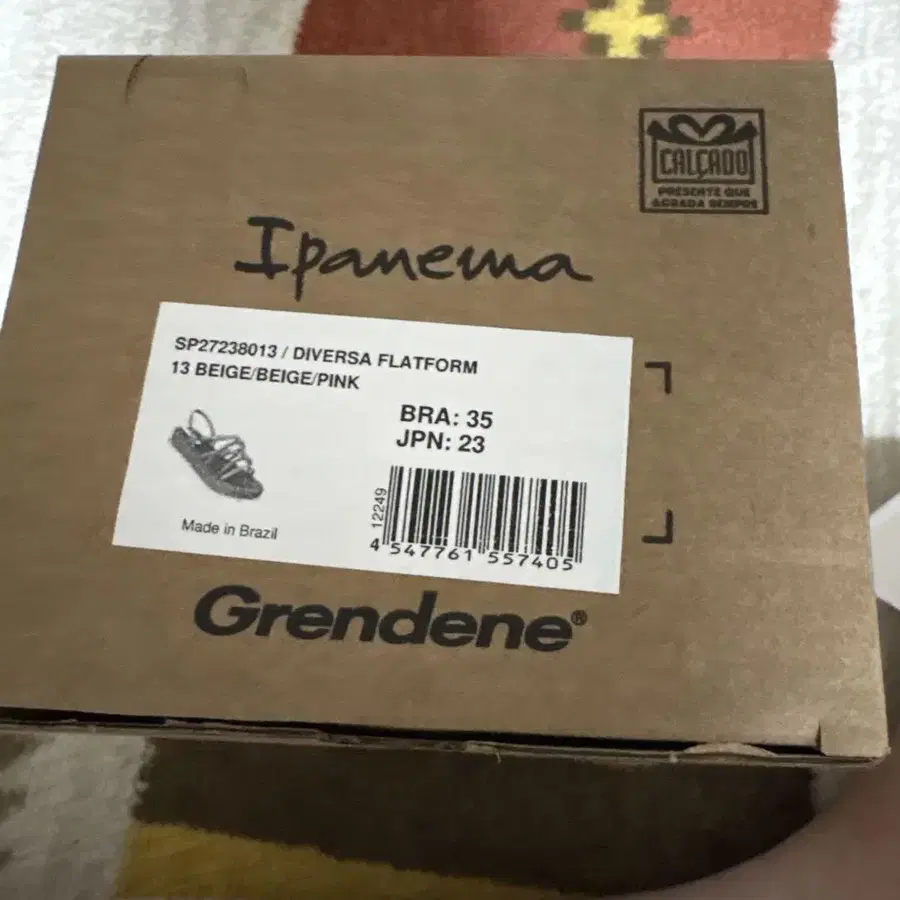 CALÇADO
PRESENTE QUE
AGRADA SEMPRE
Ipanema
SP27238013 / DIVERSA FLATFORM
13 BEIGE/BEIGE/PINK
BRA: 35
JPN: 23
12249
4 547761 557405
Made in Brazil
Grendene®